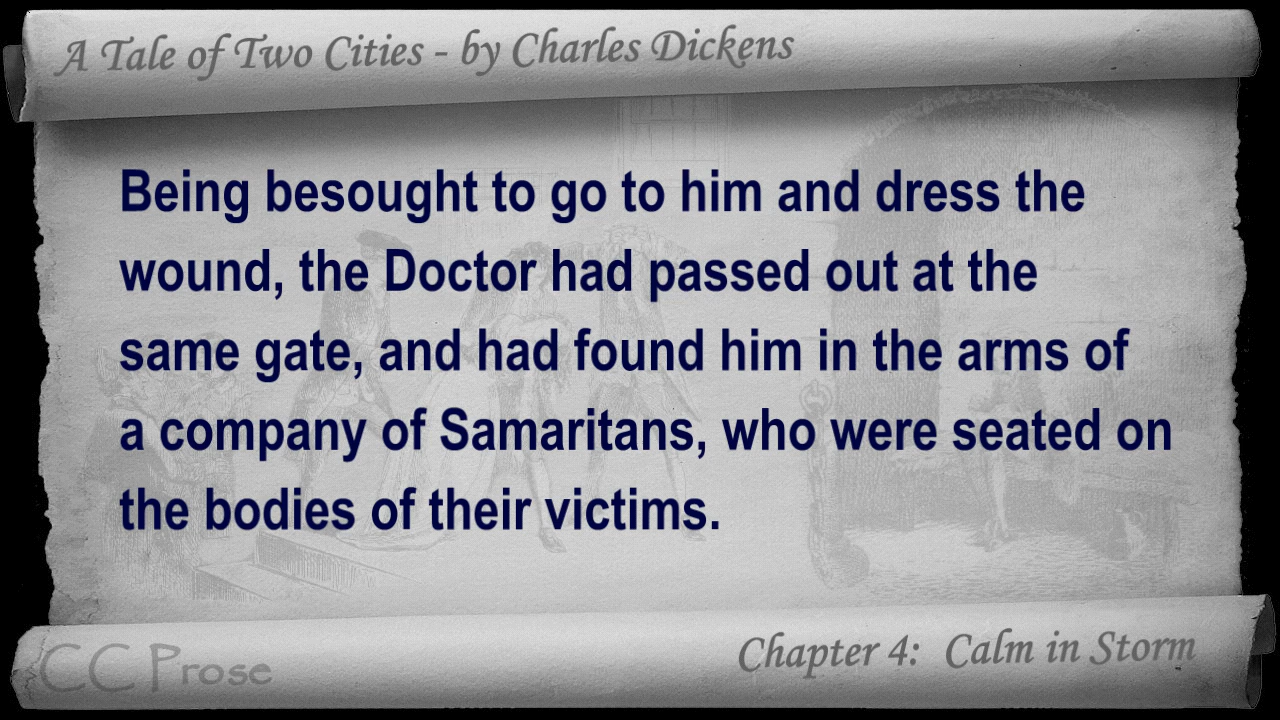 A Tale of Two Cities - by Charles Dickens
Being besought to go to him and dress the
wound, the Doctor had passed out at the
same gate, and had found him in the arms of
a company of Samaritans, who were seated on
the bodies of their victims.
CC Prose
Chapter 4: Calm in Storm